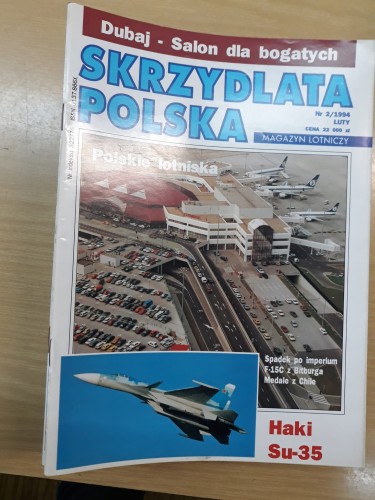 Dubaj - Salon dla bogatych
SKRZYDLATA
POLSKA
Nr 2/1994
LUTY
CENA 22 900 zł
MAGAZYN LOTNICZY
Polskie lotniska
Spadek po imperium
F-15C z Bitburga
Medale z Chile
Haki
Su-35